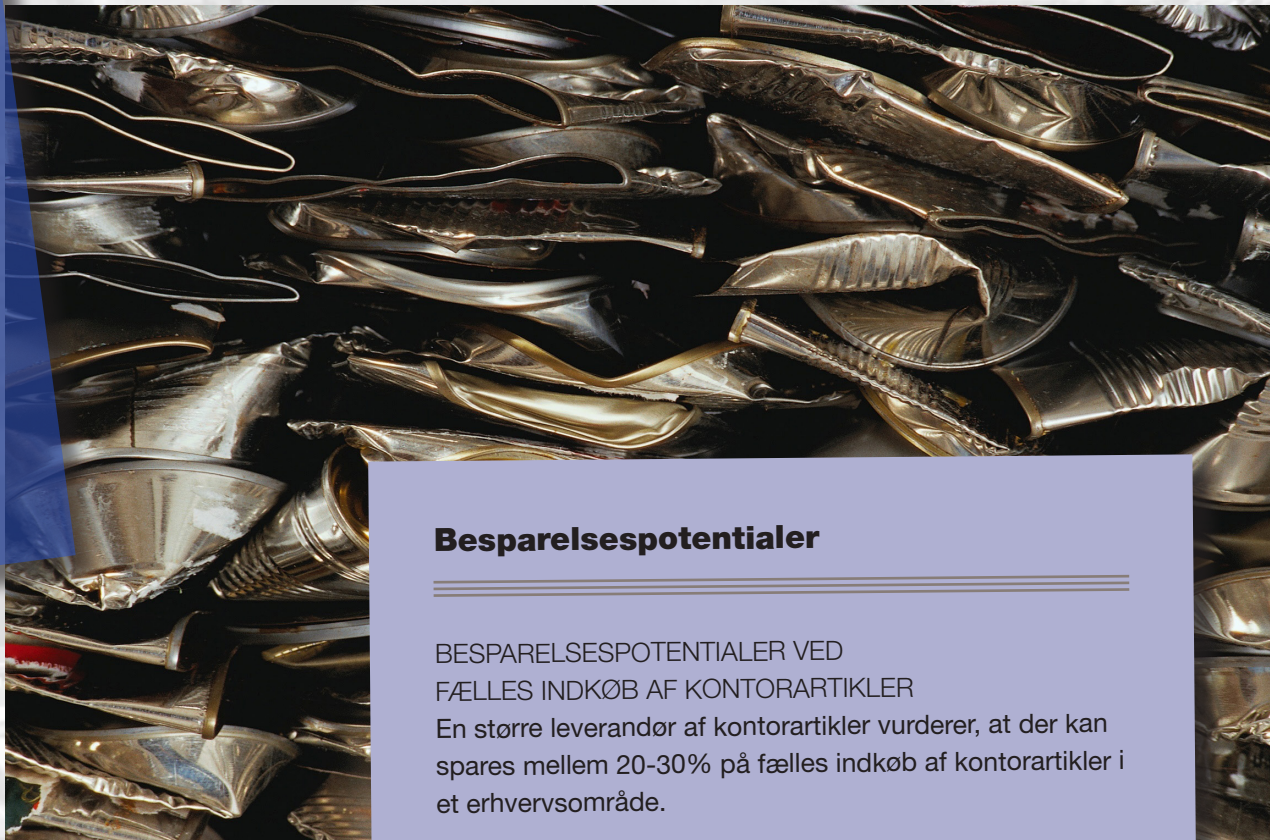 Besparelsespotentialer
BESPARELSESPOTENTIALER VED
FÆLLES INDKØB AF KONTORARTIKLER
En større leverandør af kontorartikler vurderer, at der kan
spares mellem 20-30% på fælles indkøb af kontorartikler i
et erhvervsområde.